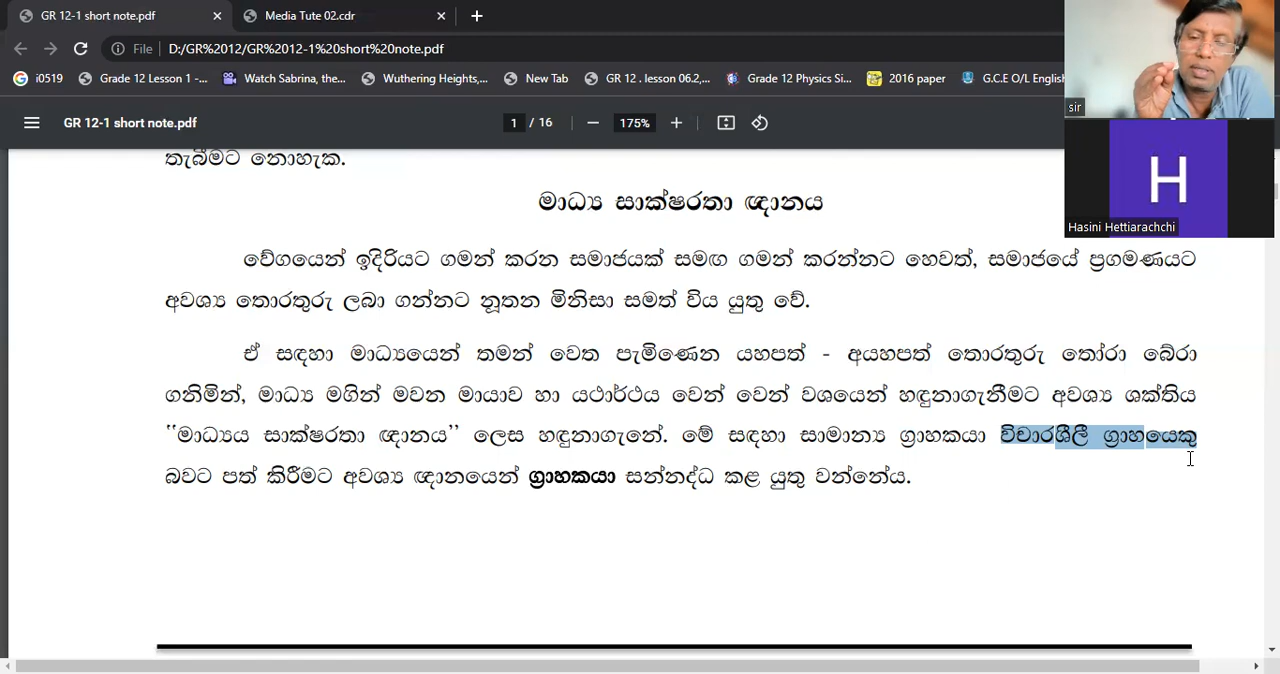 GR 12-1 short note.pdf
Media Tute 02.cdr
File D:/GR%2012/GR%2012-1%20short%20note.pdf
i0519
Grade 12 Lesson 1 -...
Watch Sabrina, the...
Wuthering Heights,...
New Tab
GR 12 . lesson 06.2,...
Grade 12 Physics Si...
2016 paper
G.C.E O/L English
sir
GR 12-1 short note.pdf
1 / 16
175%
H
Hasini Hettiarachchi
තැබීමට නොහැක.
මාධ්‍ය සාක්ෂරතා ඥානය
වේගයෙන් ඉදිරියට ගමන් කරන සමාජයක් සමඟ ගමන් කරන්නට හෙවත්, සමාජයේ ප්‍රගමණයට
අවශ්‍ය තොරතුරු ලබා ගන්නට නූතන මිනිසා සමත් විය යුතු වේ.
ඒ සඳහා මාධ්‍යයෙන් තමන් වෙත පැමිණෙන යහපත් - අයහපත් තොරතුරු තෝරා බේරා
ගනිමින්, මාධ්‍ය මගින් මවන මායාව හා යථාර්ථය වෙන් වෙන් වශයෙන් හඳුනාගැනීමට අවශ්‍ය ශක්තිය
“මාධ්‍යය සාක්ෂරතා ඥානය” ලෙස හඳුනාගැනේ. මේ සඳහා සාමාන්‍ය ග්‍රාහකයා විචාරශීලී ග්‍රාහයෙකු
බවට පත් කිරීමට අවශ්‍ය ඥානයෙන් ග්‍රාහකයා සන්නද්ධ කළ යුතු වන්නේය.